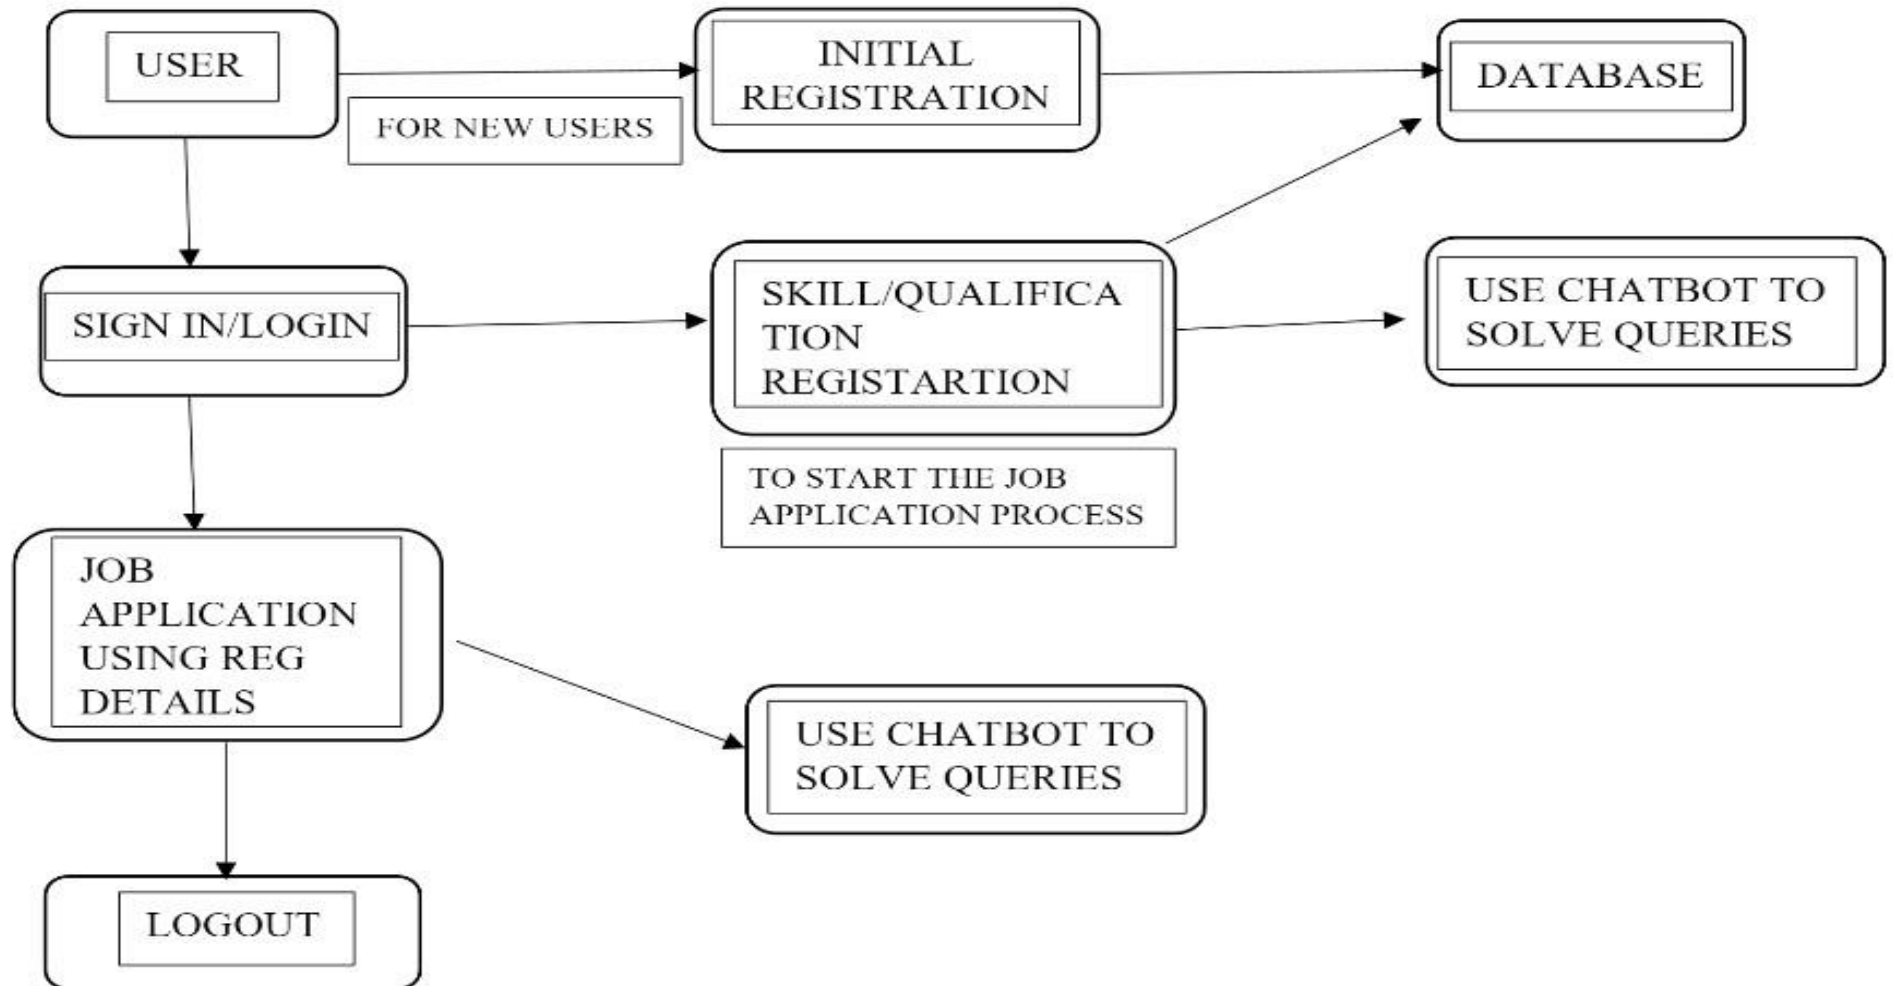 USER
FOR NEW USERS
INITIAL
REGISTRATION
DATABASE
SIGN IN/LOGIN
SKILL/QUALIFICA
TION
REGISTARTION
TO START THE JOB
APPLICATION PROCESS
USE CHATBOT TO
SOLVE QUERIES
JOB
APPLICATION
USING REG
DETAILS
USE CHATBOT TO
SOLVE QUERIES
LOGOUT